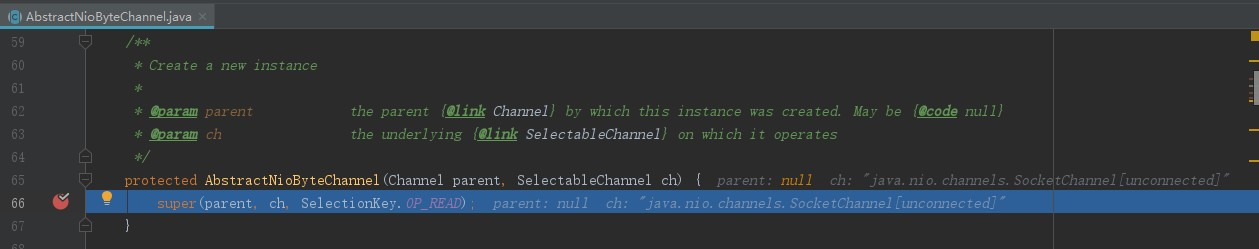 AbstractNioByteChannel.java
59 /**
60 * Create a new instance
61 *
62 * @param parent the parent {@link Channel} by which this instance was created. May be {@code null}
63 * @param ch the underlying {@link SelectableChannel} on which it operates
64 */
65 protected AbstractNioByteChannel(Channel parent, SelectableChannel ch) { parent: null ch: "java.nio.channels.SocketChannel[unconnected]"
66 super(parent, ch, SelectionKey.OP_READ); parent: null ch: "java.nio.channels.SocketChannel[unconnected]"
67 }
68